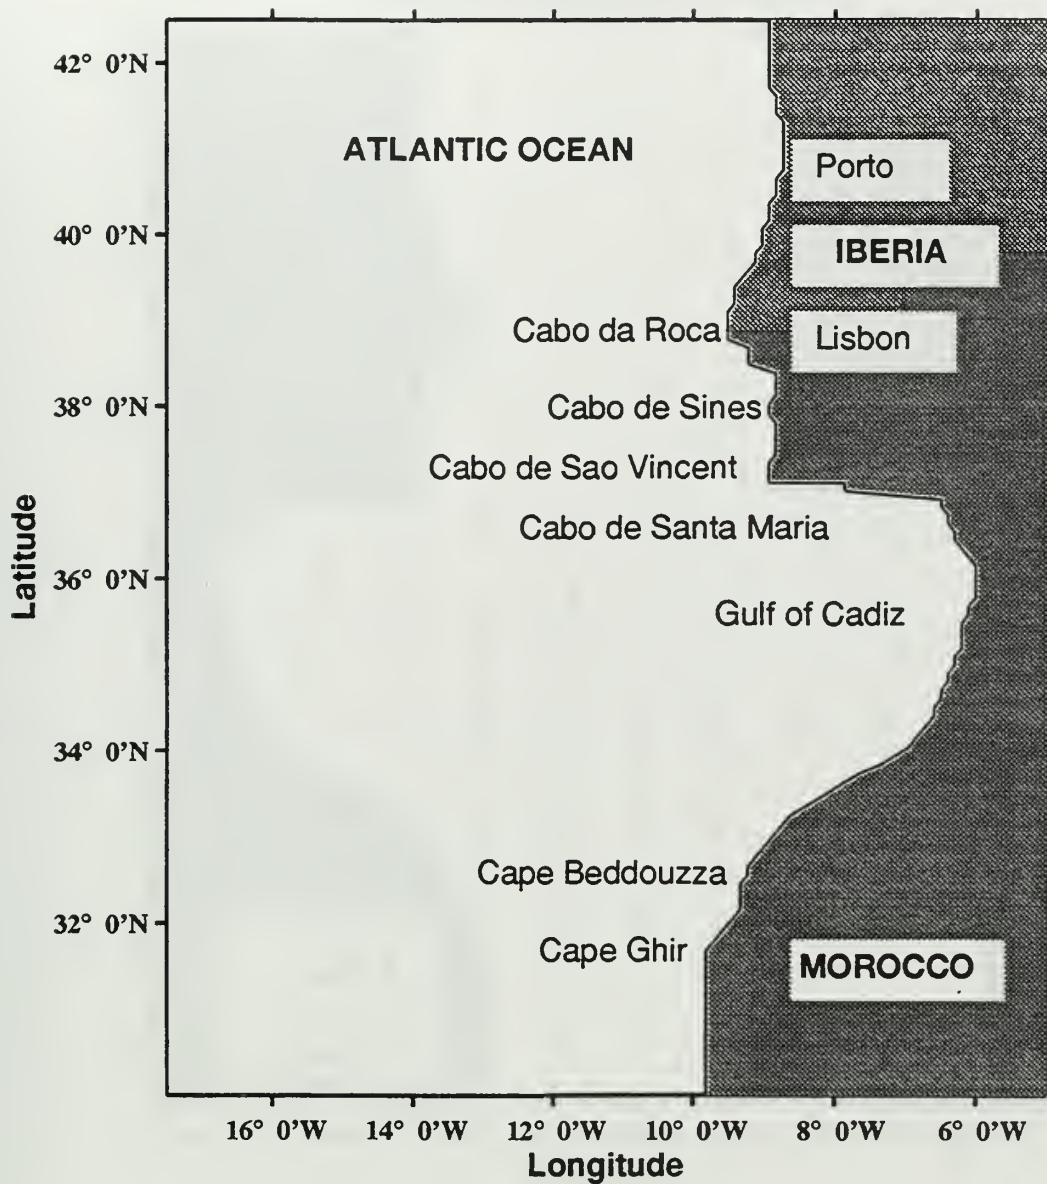 42° 0'N
ATLANTIC OCEAN
Porto
40° 0'N
IBERIA
Cabo da Roca
Lisbon
38° 0'N
Cabo de Sines
Cabo de Sao Vincent
Cabo de Santa Maria
Latitude
36° 0'N
Gulf of Cadiz
34° 0'N
Cape Beddouzza
32° 0'N
Cape Ghir
MOROCCO
16° 0'W 14° 0'W 12° 0'W 10° 0'W 8° 0'W 6° 0'W
Longitude